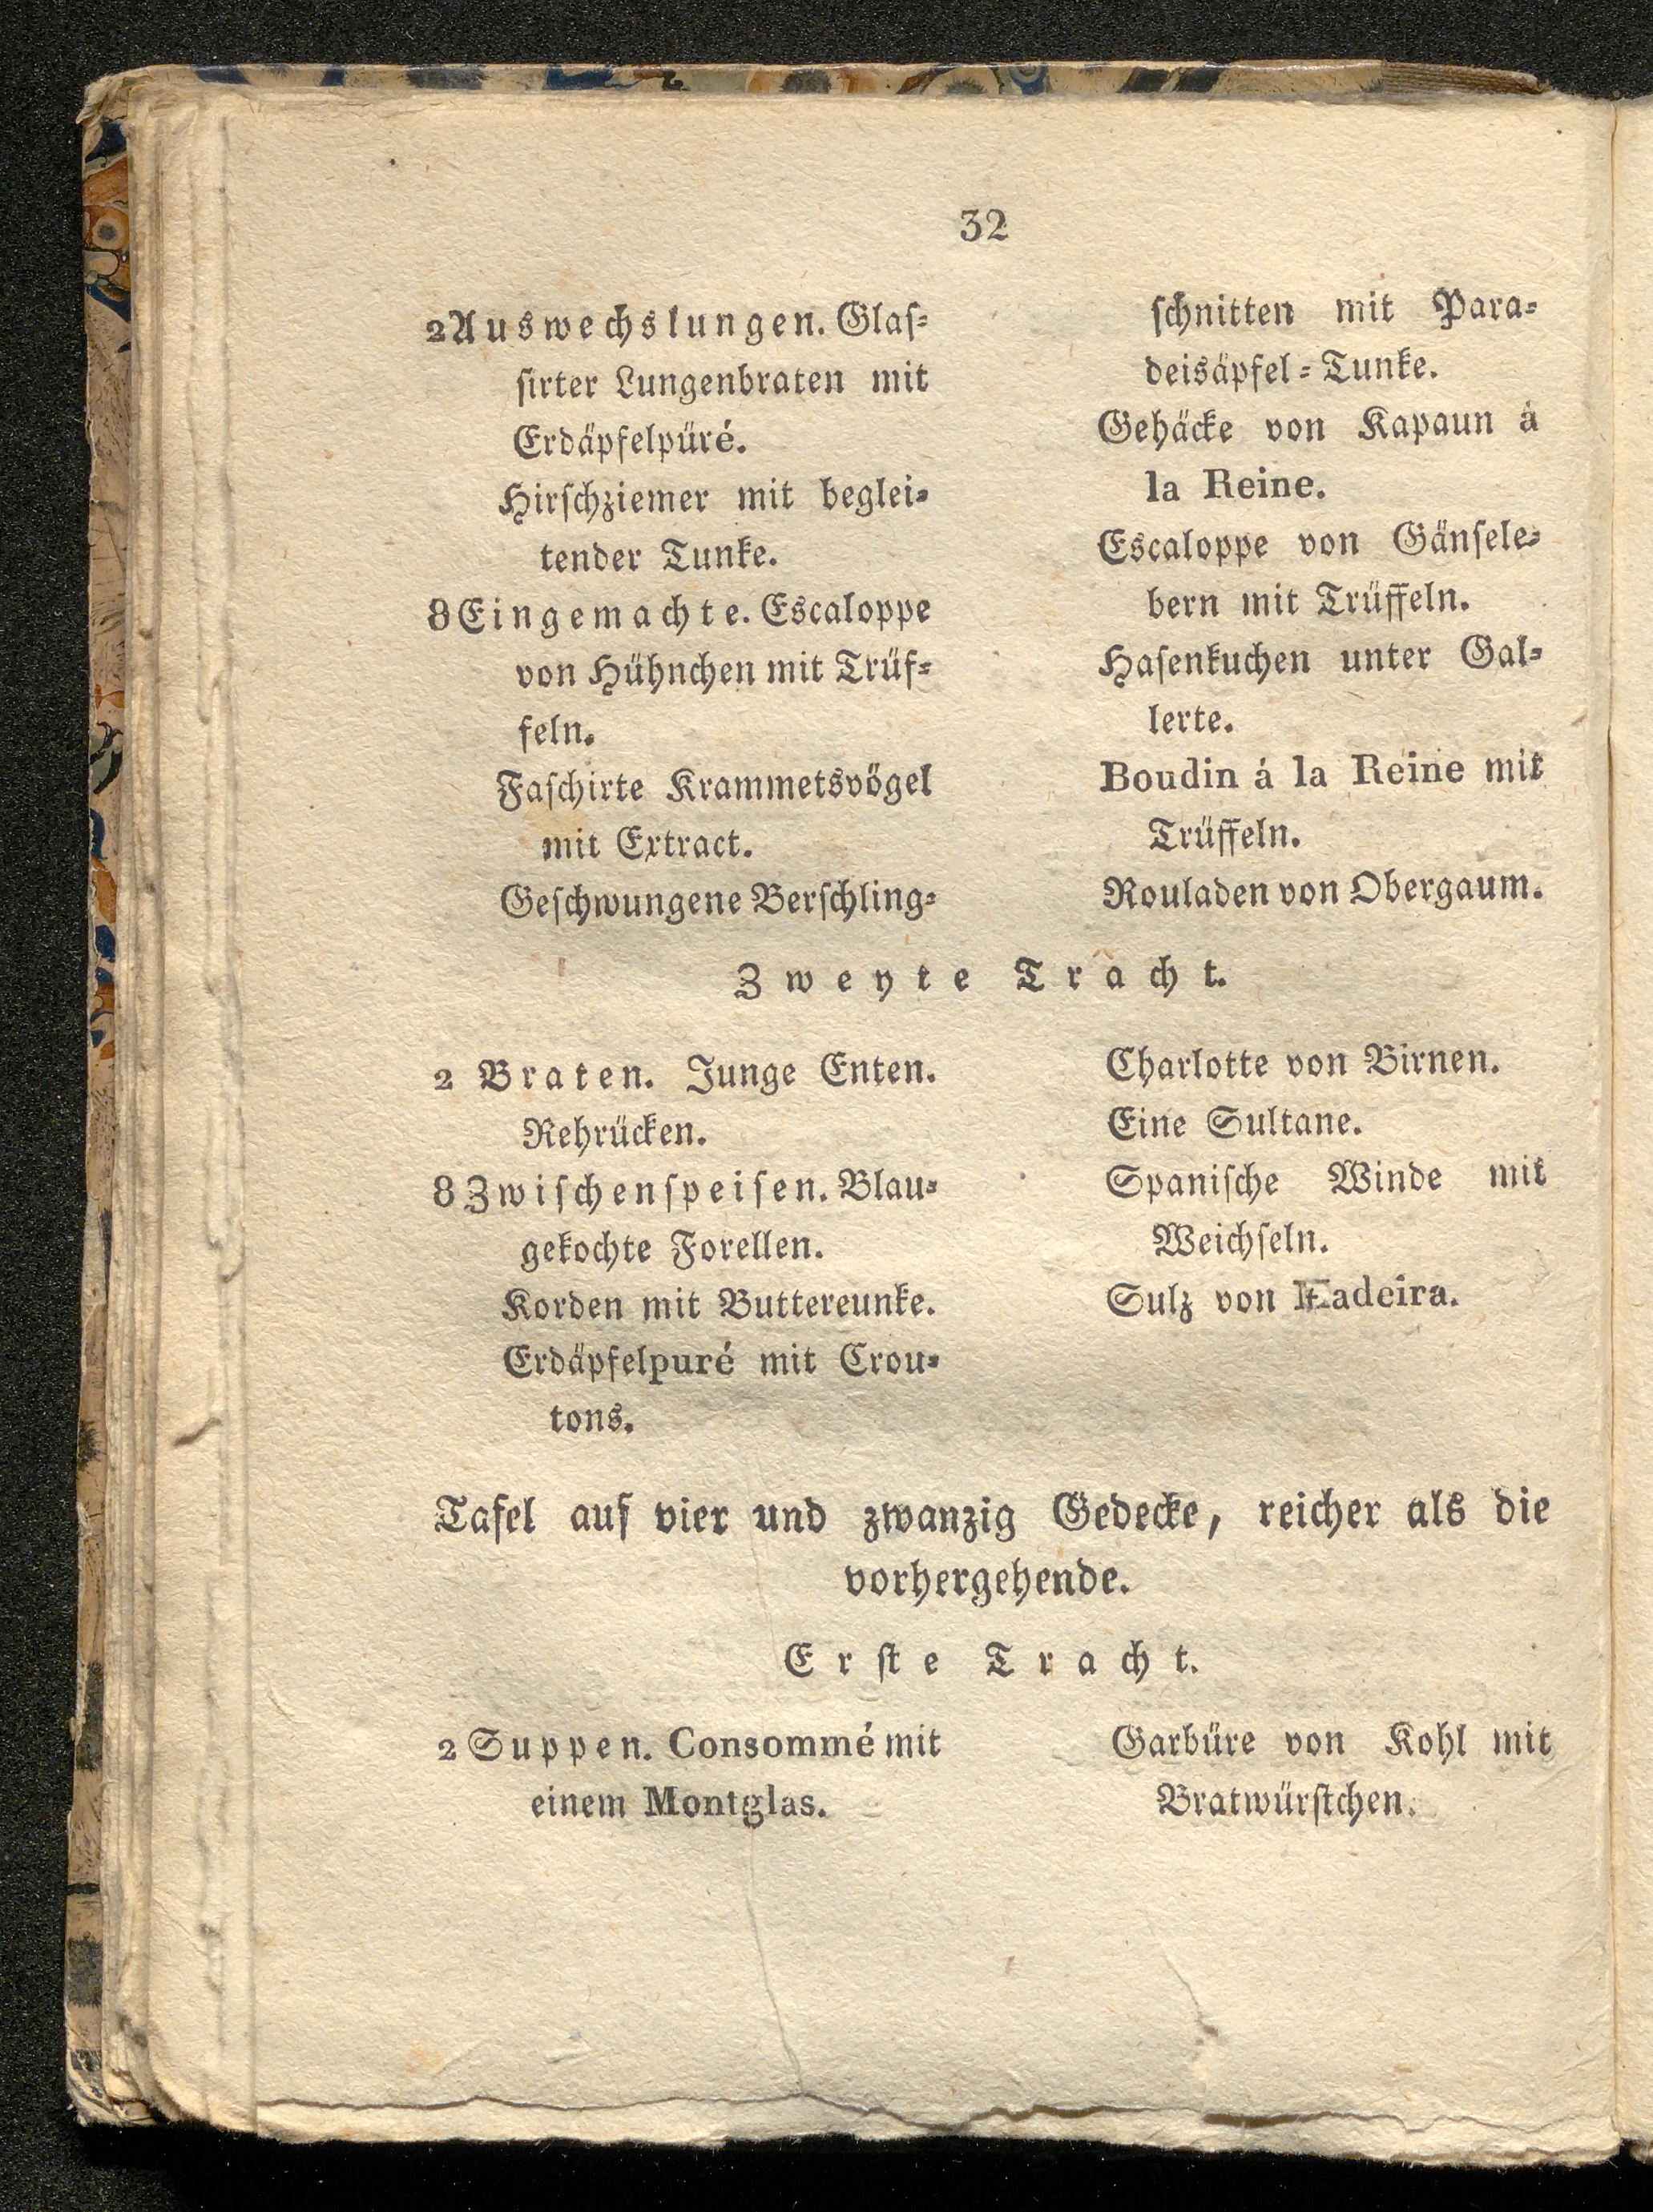 32
2 Auswechslungen. Glaſ-
ſirter Lungenbraten mit
Erdäpfelpüré.
Hirſchziemer mit beglei-
tender Tunke.
8 Eingemachte. Escaloppe
von Hühnchen mit Trüf-
feln.
Faſchirte Krammetsvögel
mit Extract.
Geſchwungene Berſchling-
ſchnitten mit Para-
deisäpfel-Tunke.
Gehäcke von Kapaun á
la Reine.
Escaloppe von Gänſele-
bern mit Trüffeln.
Haſenkuchen unter Gal-
lerte.
Boudin á la Reine mit
Trüffeln.
Rouladen von Obergaum.
Zweyte Tracht.
2 Braten. Junge Enten.
Rehrücken.
8 Zwiſchenſpeiſen. Blau-
gekochte Forellen.
Korden mit Buttereunke.
Erdäpfelpuré mit Crou-
tons.
Charlotte von Birnen.
Eine Sultane.
Spaniſche Winde mit
Weichſeln.
Sulz von Madeira.
Tafel auf vier und zwanzig Gedecke, reicher als die
vorhergehende.
Erſte Tracht.
2 Suppen. Consommé mit
einem Montglas.
Garbüre von Kohl mit
Bratwürſtchen.